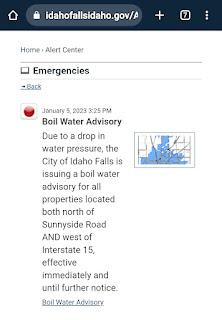 idahofallsidaho.gov/A
7
Home › Alert Center
Emergencies
◄ Back
January 5, 2023 3:25 PM
Boil Water Advisory
Due to a drop in
water pressure, the
City of Idaho Falls is
issuing a boil water
advisory for all
properties located
both north of
Sunnyside Road
AND west of
Interstate 15,
effective
immediately and
until further notice.
Boil Water Advisory